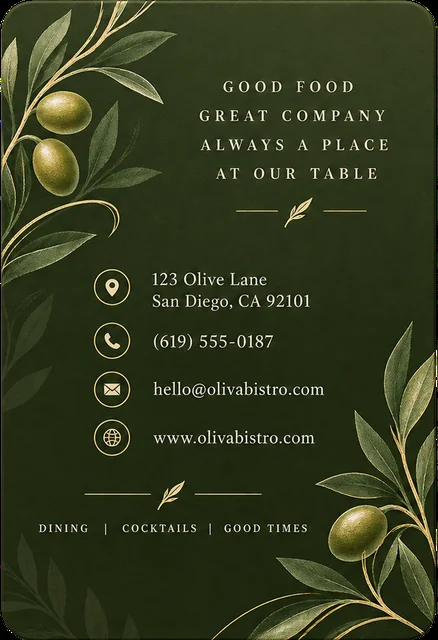 GOOD FOOD
GREAT COMPANY
ALWAYS A PLACE
AT OUR TABLE
123 Olive Lane
San Diego, CA 92101
(619) 555-0187
hello@olivabistro.com
www.olivabistro.com
DINING | COCKTAILS | GOOD TIMES